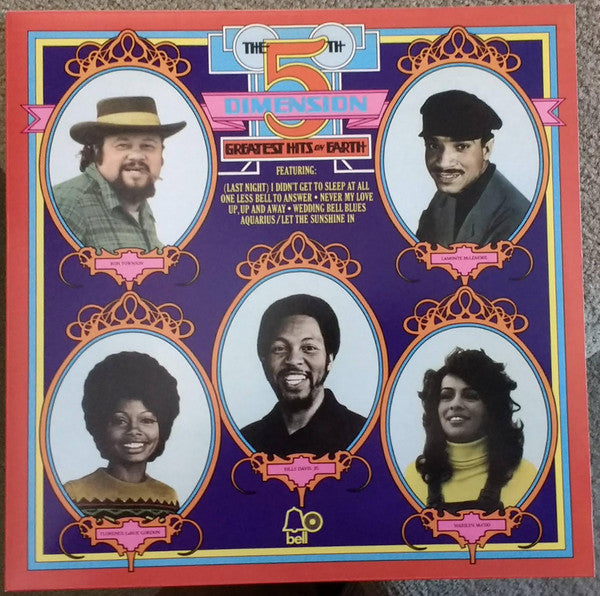 THE 5TH
DIMENSION
GREATEST HITS ON EARTH
FEATURING:
(LAST NIGHT) I DIDN'T GET TO SLEEP AT ALL
ONE LESS BELL TO ANSWER • NEVER MY LOVE
UP, UP AND AWAY • WEDDING BELL BLUES
AQUARIUS/LET THE SUNSHINE IN
RON TOWNSON
LAMONTE McLEMORE
BILLY DAVIS, JR.
FLORENCE LaRUE GORDON
MARILYN McCOO
bell